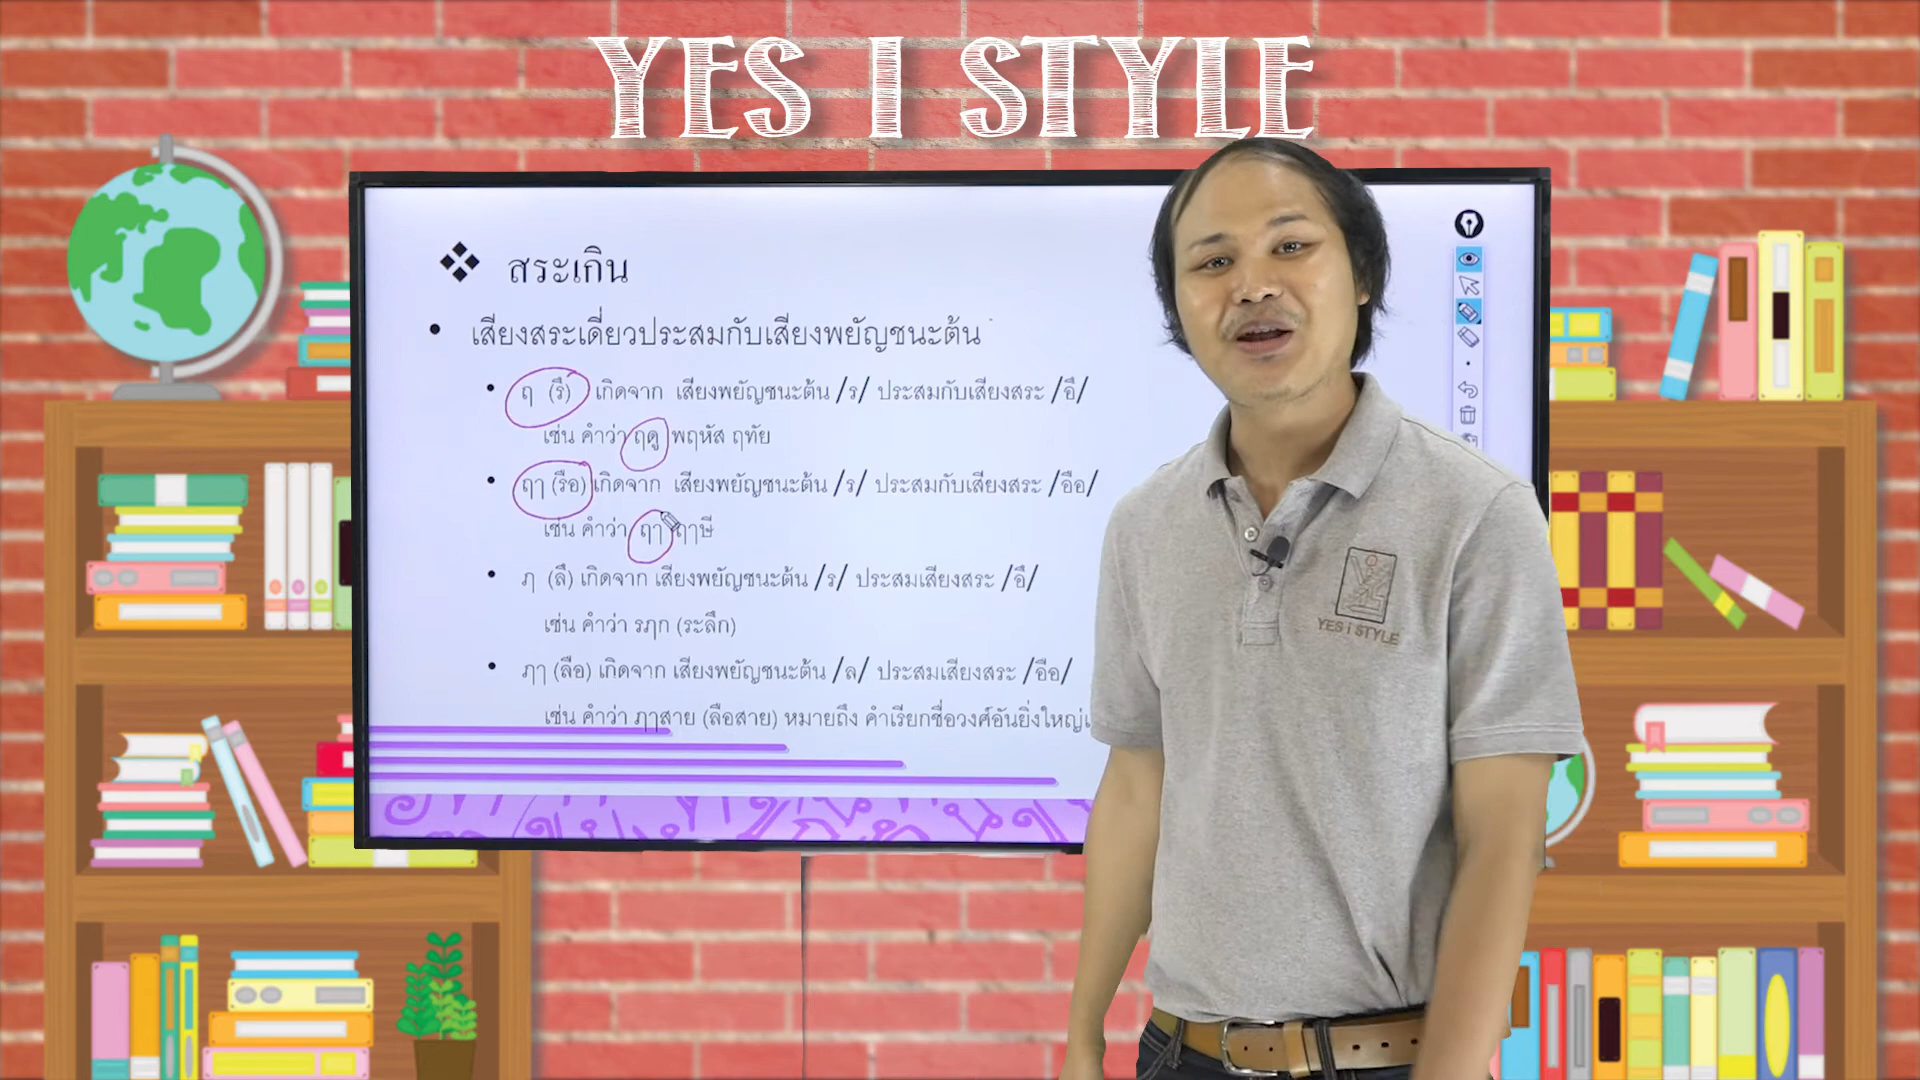 YES I STYLE
สระเกิน
เสียงสระเดี่ยวประสมกับเสียงพยัญชนะต้น
ฤ (รึ) เกิดจาก เสียงพยัญชนะต้น /ร/ ประสมกับเสียงสระ /อึ/
เช่น คำว่า ฤดู พฤหัส ฤทัย
ฤๅ (รือ) เกิดจาก เสียงพยัญชนะต้น /ร/ ประสมกับเสียงสระ /อือ/
เช่น คำว่า ฤๅ ฤๅษี
ฦ (ลึ) เกิดจาก เสียงพยัญชนะต้น /ร/ ประสมเสียงสระ /อึ/
เช่น คำว่า รฦก (ระลึก)
ฦๅ (ลือ) เกิดจาก เสียงพยัญชนะต้น /ล/ ประสมเสียงสระ /อือ/
เช่น คำว่า ฦๅสาย (ลือสาย) หมายถึง คำเรียกชื่อวงศ์อันยิ่งใหญ่
YES i STYLE